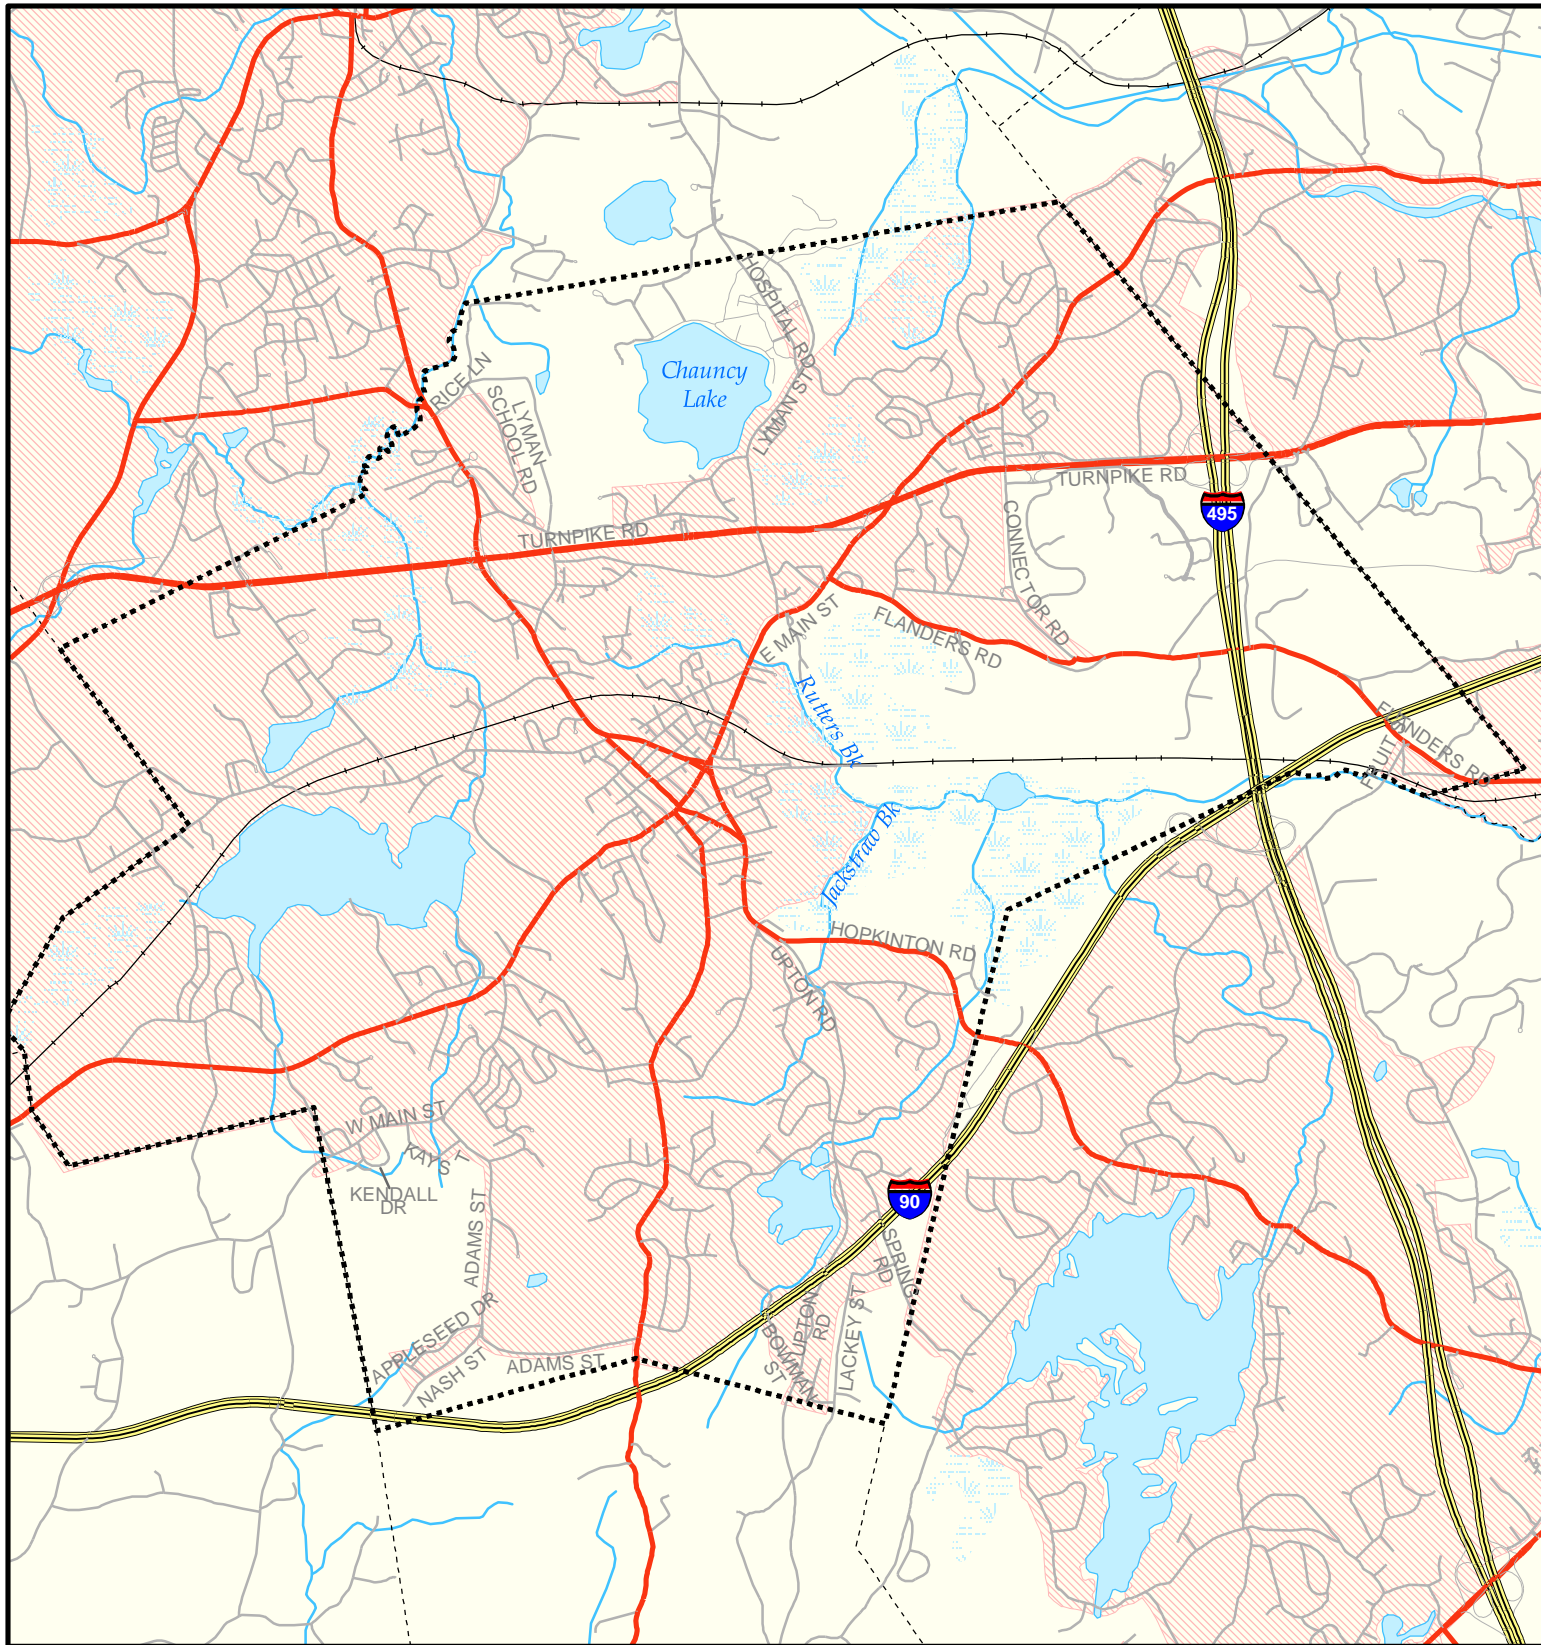 HOSPITAL RD
Chauncy
Lake
RICE LN
LYMAN
SCHOOL RD
LYMAN ST
TURNPIKE RD
495
TURNPIKE RD
CONNECTOR RD
E MAIN ST
FLANDERS RD
Rutters Bk
FLANDERS RD
FRUIT
Jackstraw Bk
HOPKINTON RD
UPTON RD
W MAIN ST
KAY ST
KENDALL
DR
90
ADAMS ST
SPRING
RD
APPLESEED DR
UPTON
RD
LACKEY ST
BOWMAN
ST
NASH ST
ADAMS ST